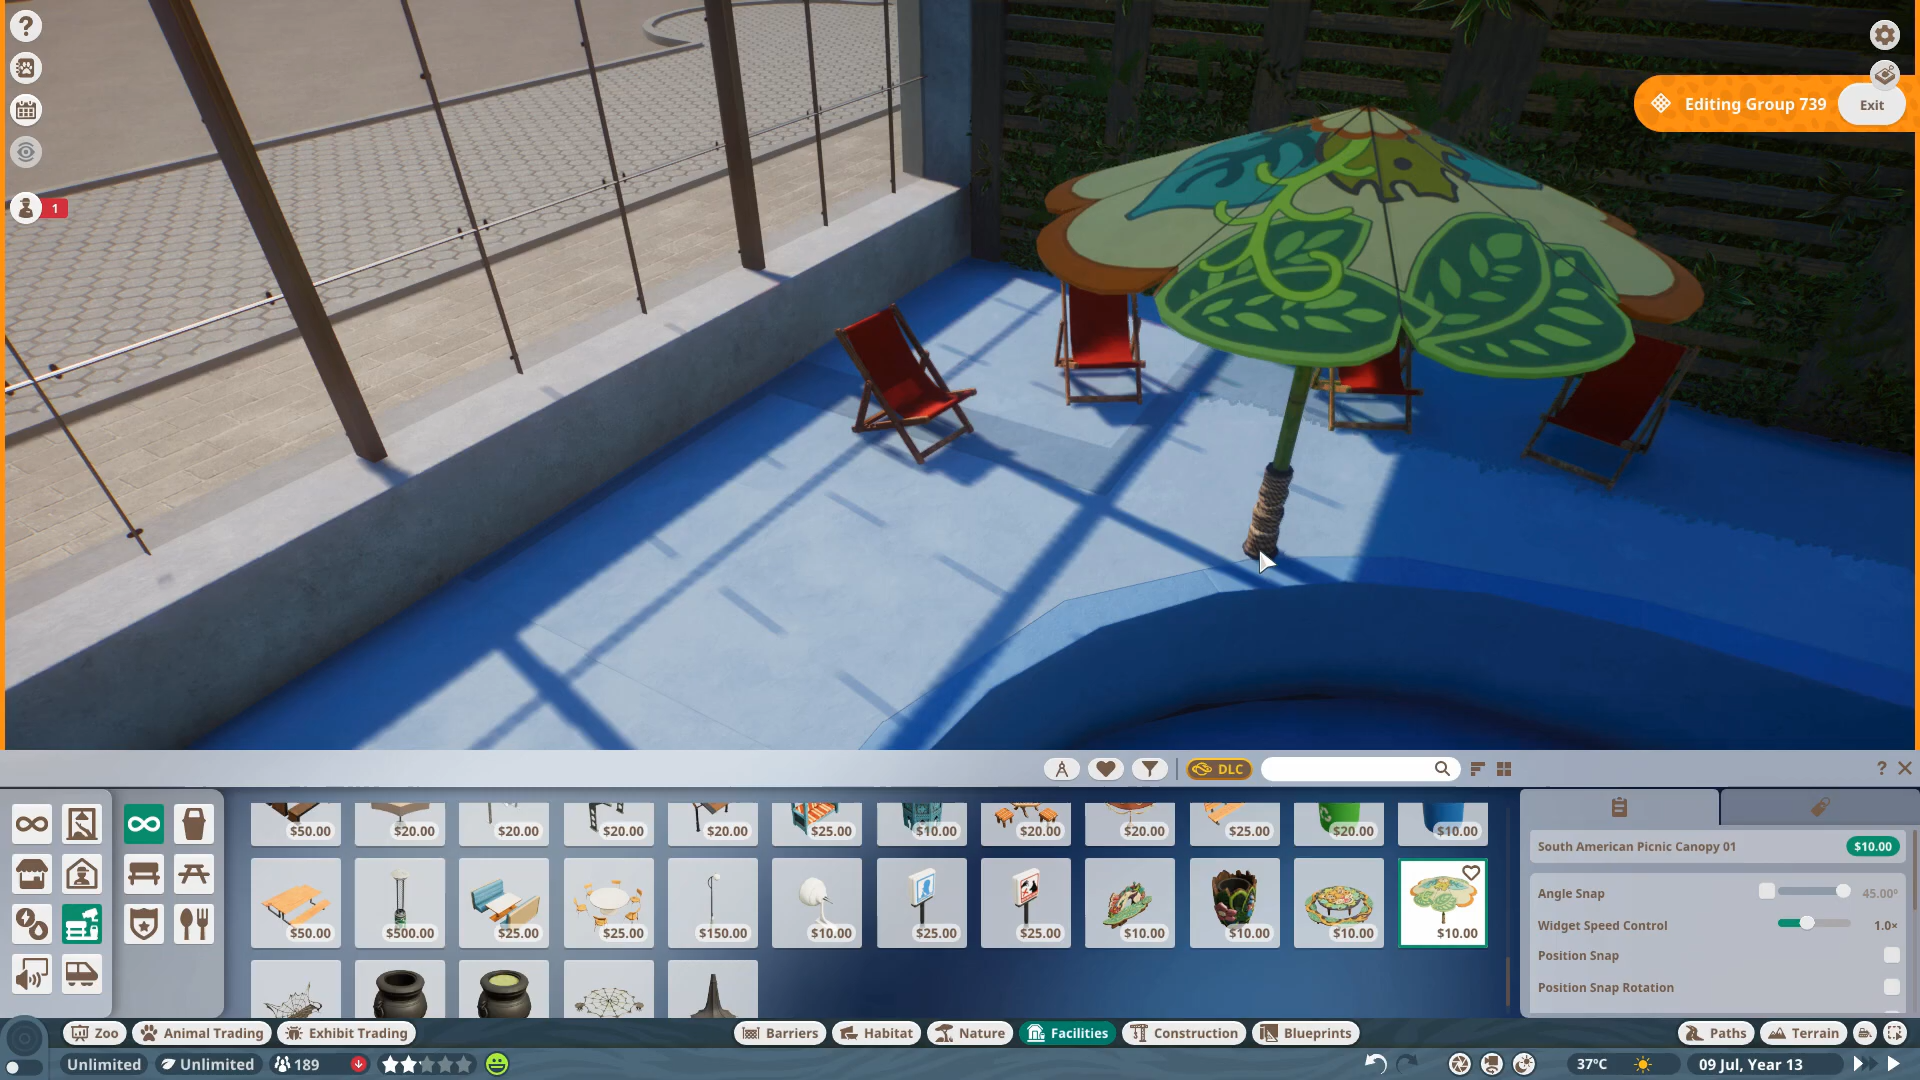 ?
1
Editing Group 739
Exit
DLC
?
$50.00 $20.00 $20.00 $20.00 $20.00 $25.00 $10.00 $20.00 $20.00 $25.00 $20.00 $10.00
$50.00 $500.00 $25.00 $25.00 $150.00 $10.00 $25.00 $25.00 $10.00 $10.00 $10.00 $10.00
South American Picnic Canopy 01 $10.00
Angle Snap 45.00°
Widget Speed Control 1.0×
Position Snap
Position Snap Rotation
Zoo Animal Trading Exhibit Trading Barriers Habitat Nature Facilities Construction Blueprints Paths Terrain
Unlimited Unlimited 189 37°C 09 Jul, Year 13